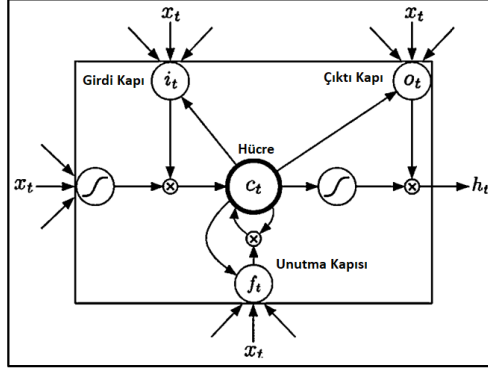 x_t x_t
Girdi Kapı i_t Çıktı Kapı o_t
Hücre
x_t c_t h_t
Unutma Kapısı
f_t
x_t